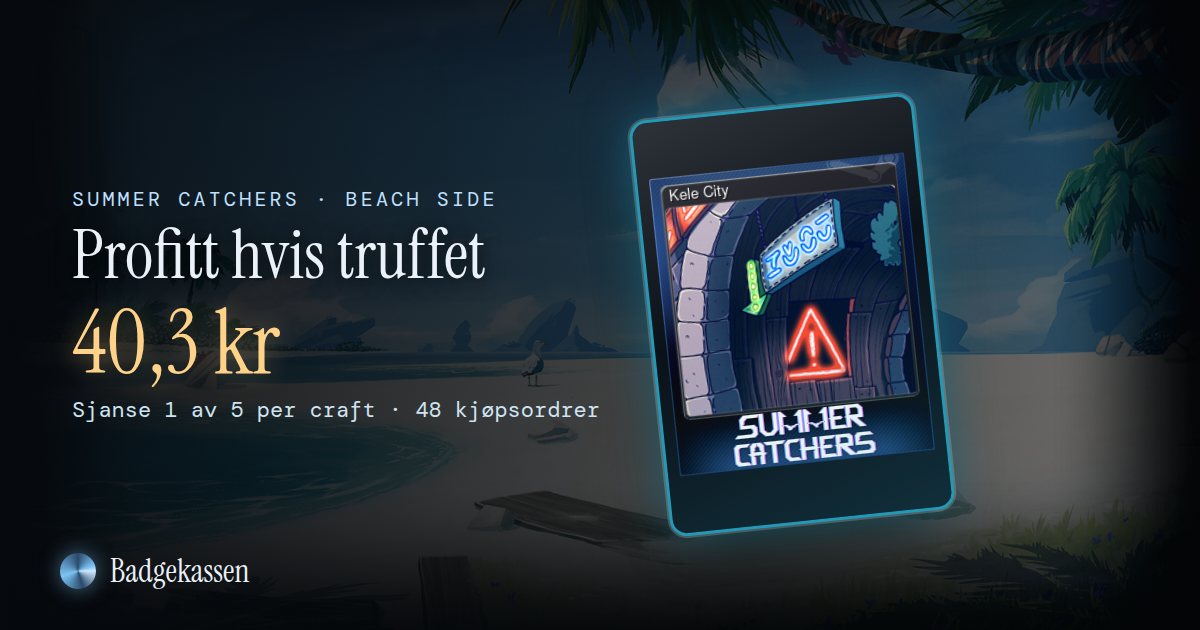 SUMMER CATCHERS · BEACH SIDE
Profitt hvis truffet
40,3 kr
Sjanse 1 av 5 per craft · 48 kjøpsordrer
Kele City
SUMMER
CATCHERS
Badgekassen